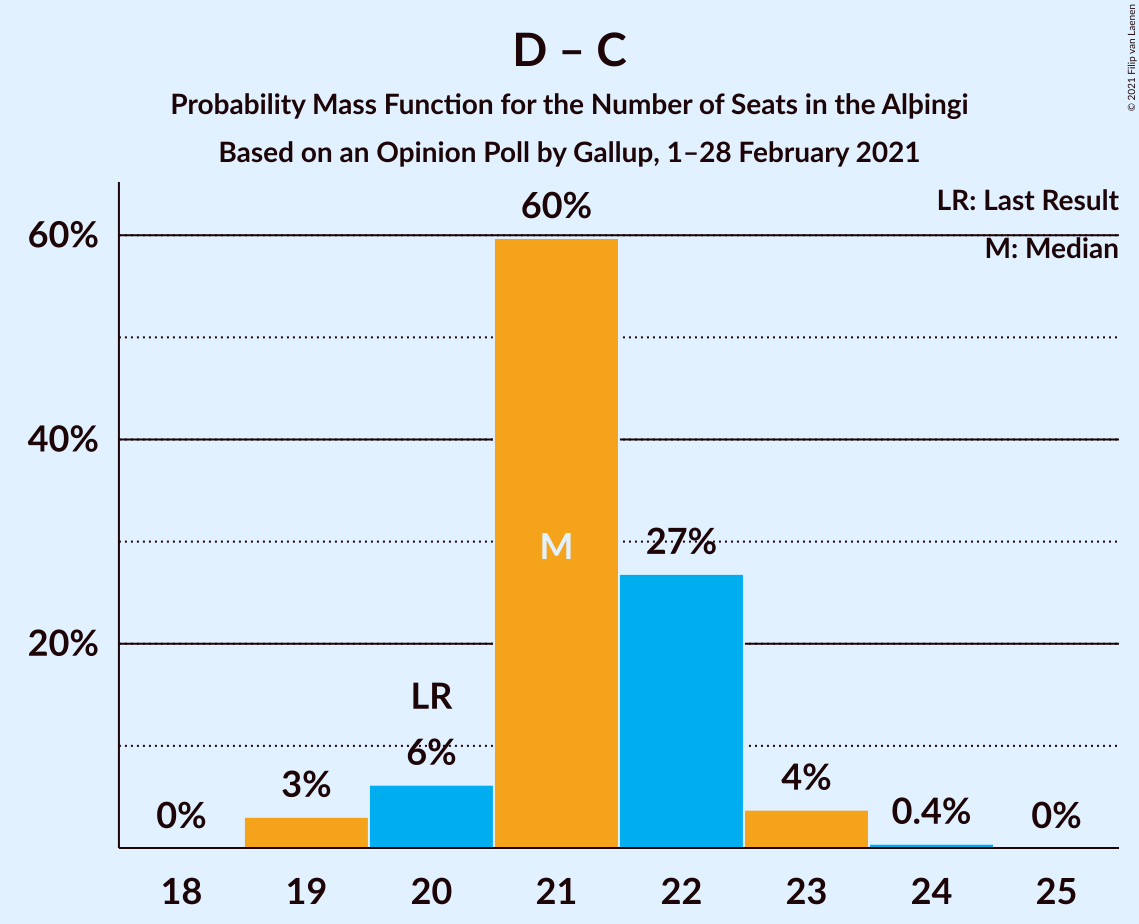 D – C
Probability Mass Function for the Number of Seats in the Alþingi
Based on an Opinion Poll by Gallup, 1–28 February 2021
© 2021 Filip van Laenen
LR: Last Result
M: Median
60%
40%
20%
0%
3%
LR
6%
60%
M
27%
4%
0.4%
0%
18 19 20 21 22 23 24 25